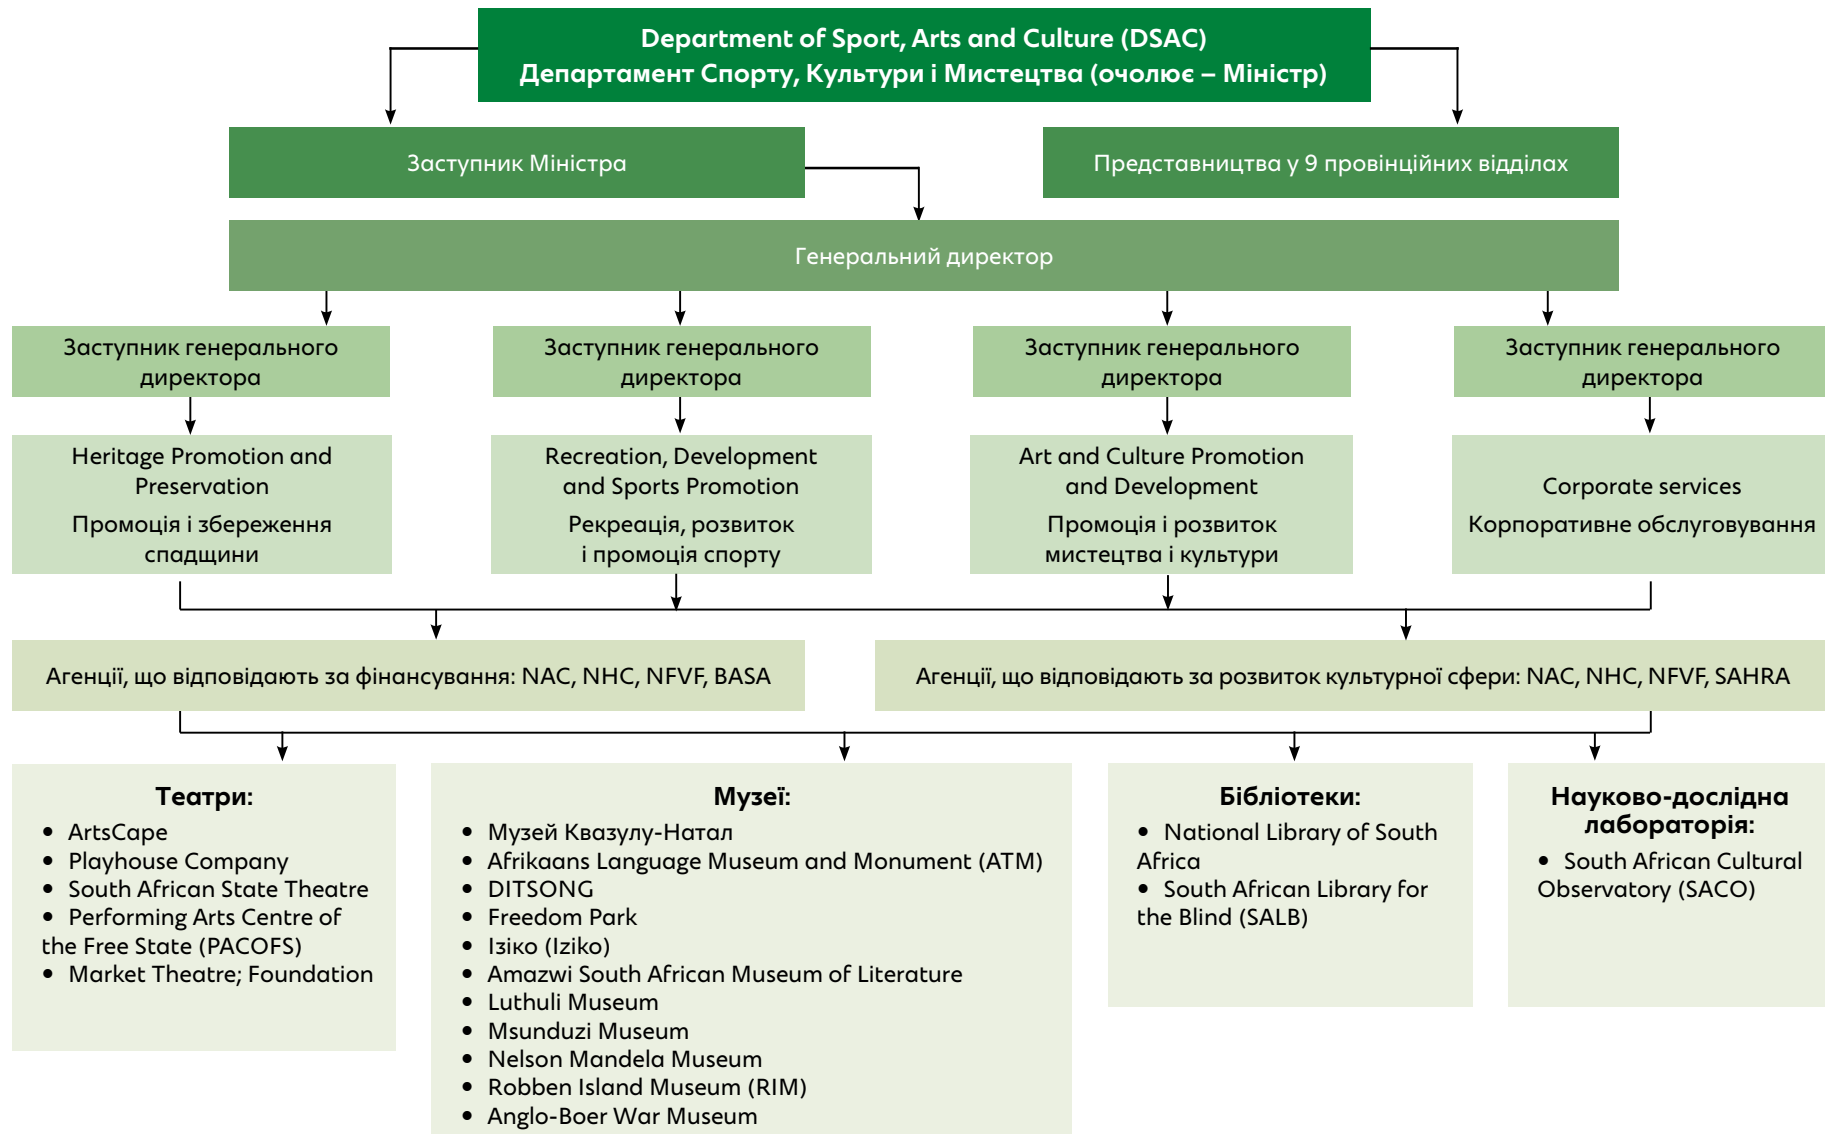 Department of Sport, Arts and Culture (DSAC)
Департамент Спорту, Культури і Мистецтва (очолює – Міністр)
Заступник Міністра
Представництва у 9 провінційних відділах
Генеральний директор
Заступник генерального
директора
Заступник генерального
директора
Заступник генерального
директора
Заступник генерального
директора
Heritage Promotion and
Preservation
Промоція і збереження
спадщини
Recreation, Development
and Sports Promotion
Рекреація, розвиток
і промоція спорту
Art and Culture Promotion
and Development
Промоція і розвиток
мистецтва і культури
Corporate services
Корпоративне обслуговування
Агенції, що відповідають за фінансування: NAC, NHC, NFVF, BASA
Агенції, що відповідають за розвиток культурної сфери: NAC, NHC, NFVF, SAHRA
Театри:
• ArtsCape
• Playhouse Company
• South African State Theatre
• Performing Arts Centre of
the Free State (PACOFS)
• Market Theatre; Foundation
Музеї:
• Музей Квазулу-Натал
• Afrikaans Language Museum and Monument (ATM)
• DITSONG
• Freedom Park
• Ізіко (Iziko)
• Amazwi South African Museum of Literature
• Luthuli Museum
• Msunduzi Museum
• Nelson Mandela Museum
• Robben Island Museum (RIM)
• Anglo-Boer War Museum
Бібліотеки:
• National Library of South
Africa
• South African Library for
the Blind (SALB)
Науково-дослідна
лабораторія:
• South African Cultural
Observatory (SACO)